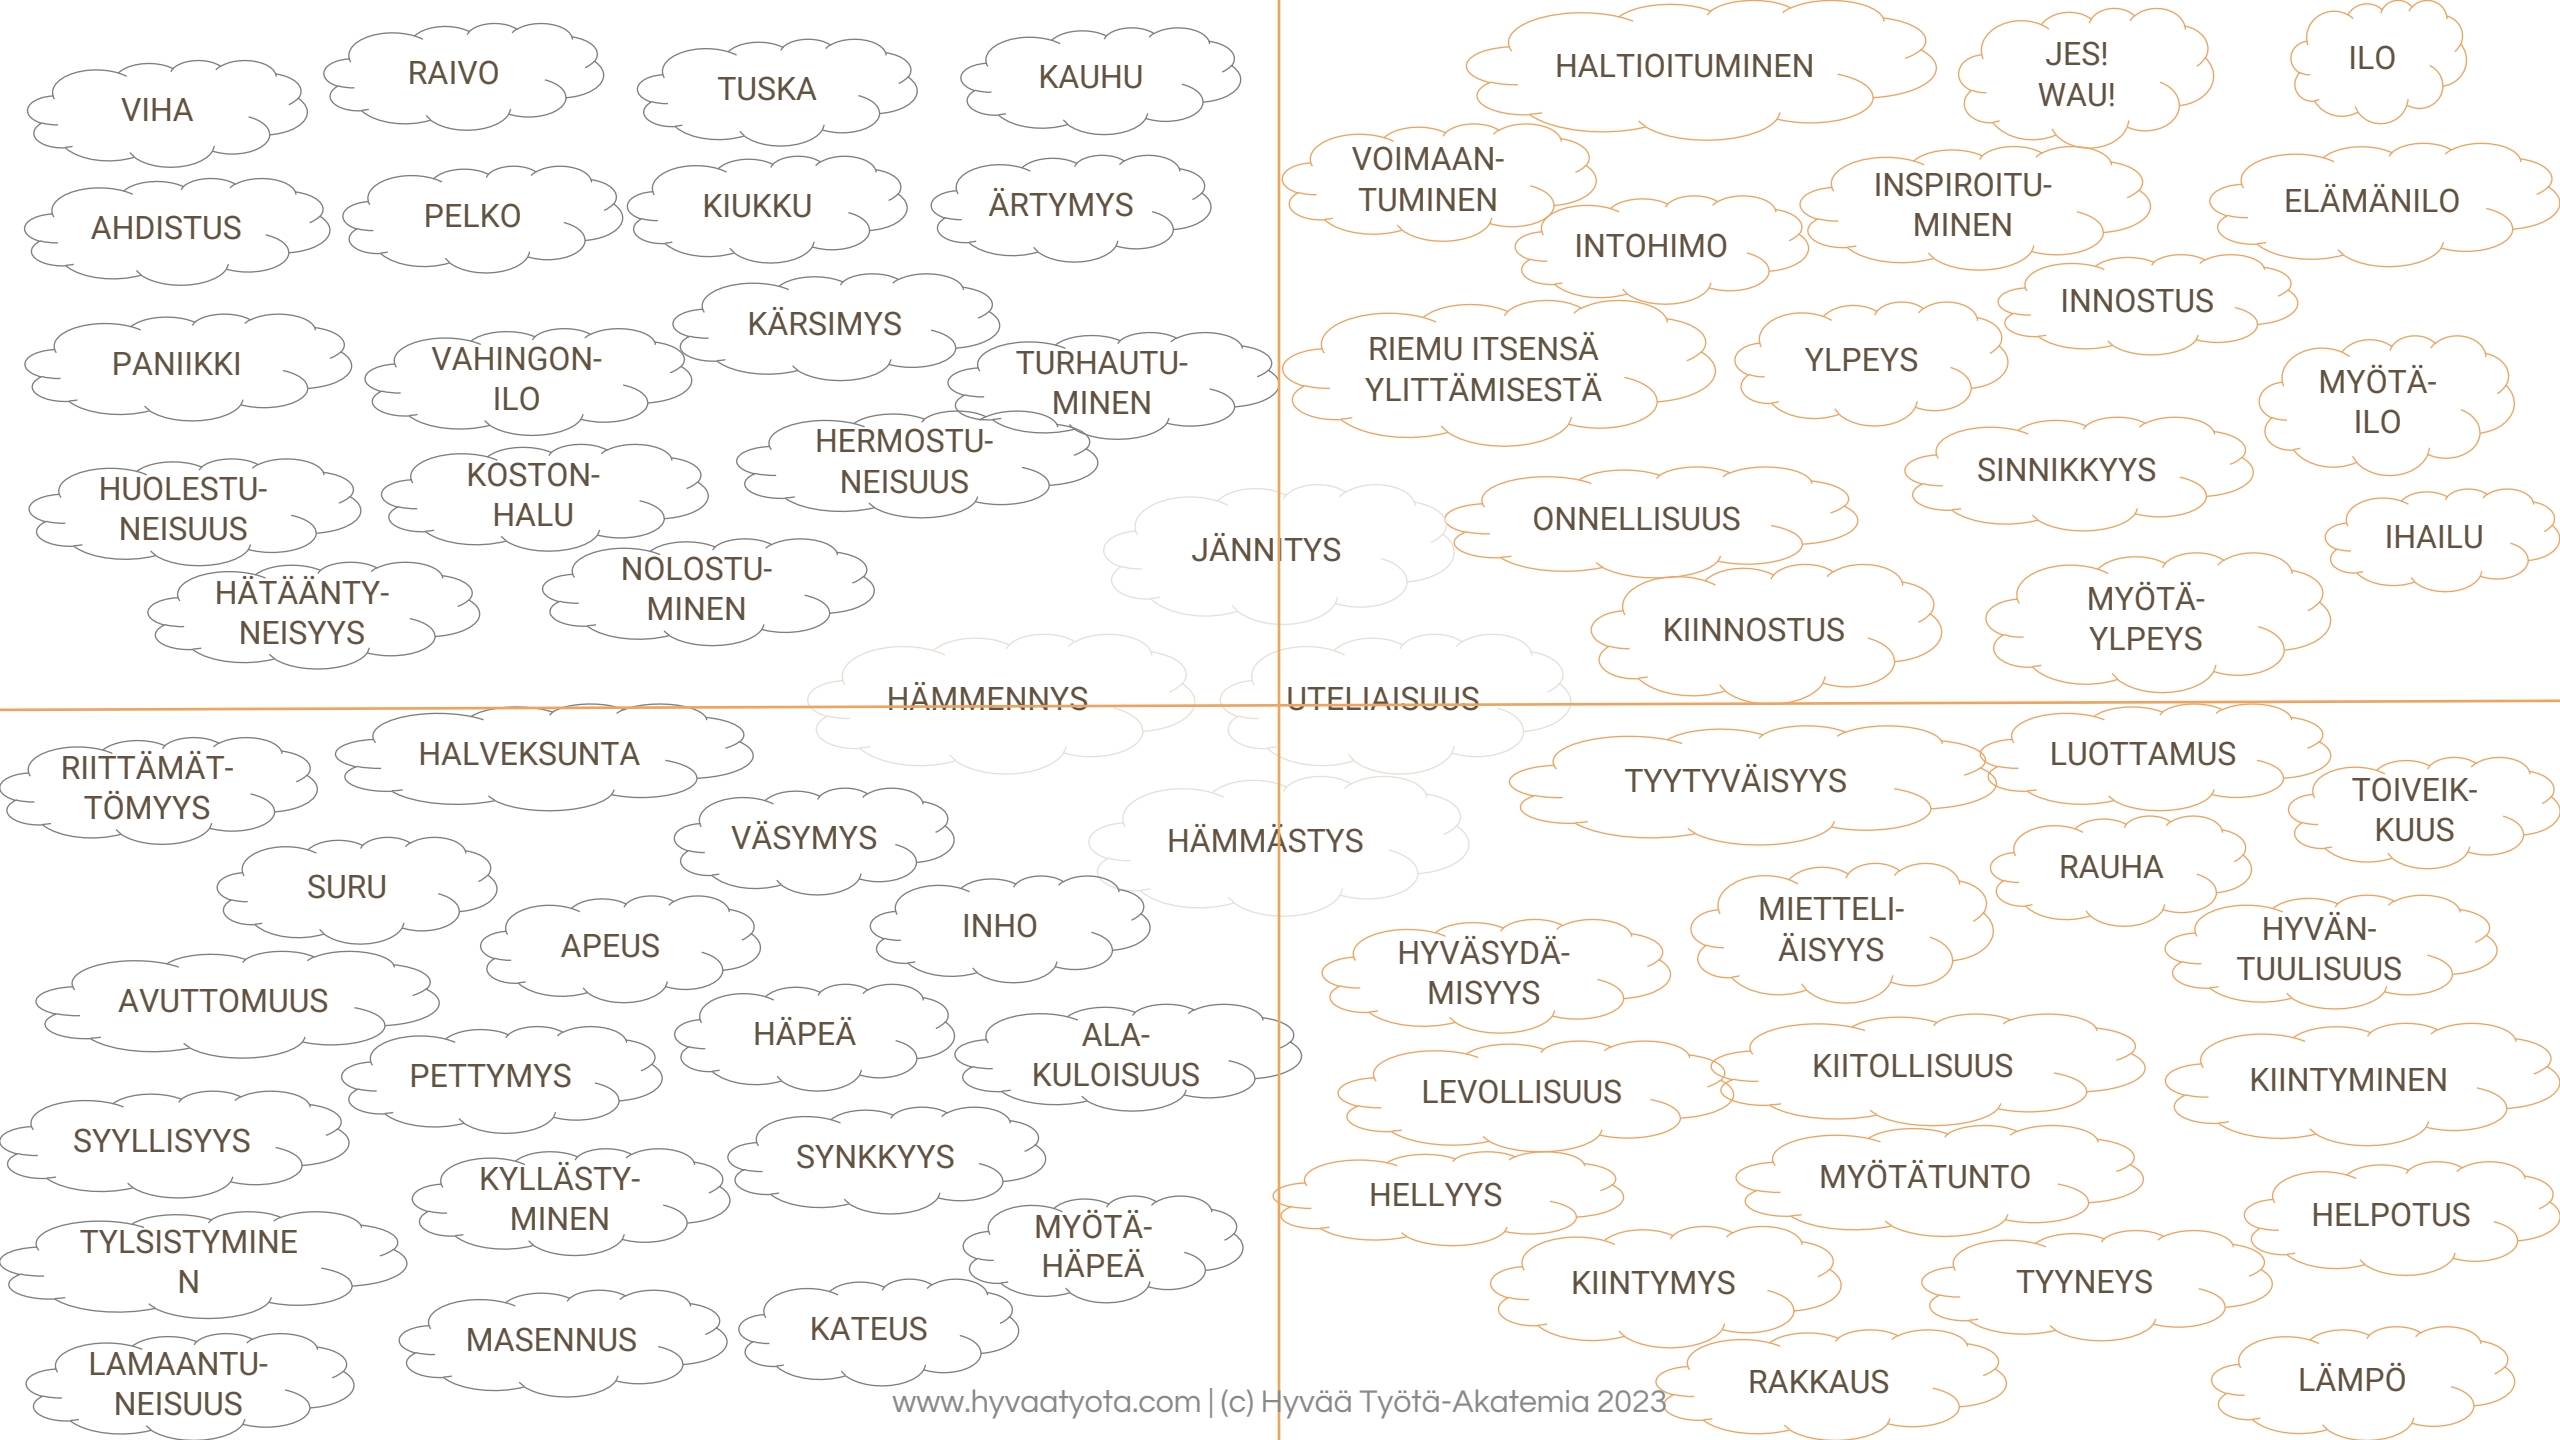 VIHA
RAIVO
TUSKA
KAUHU
AHDISTUS
PELKO
KIUKKU
ÄRTYMYS
PANIIKKI
VAHINGON-
ILO
KÄRSIMYS
TURHAUTU-
MINEN
HUOLESTU-
NEISUUS
KOSTON-
HALU
HERMOSTU-
NEISUUS
HÄTÄÄNTY-
NEISYYS
NOLOSTU-
MINEN
HALTIOITUMINEN
JES!
WAU!
ILO
VOIMAAN-
TUMINEN
INTOHIMO
INSPIROITU-
MINEN
ELÄMÄNILO
INNOSTUS
RIEMU ITSENSÄ
YLITTÄMISESTÄ
YLPEYS
MYÖTÄ-
ILO
SINNIKKYYS
ONNELLISUUS
IHAILU
KIINNOSTUS
MYÖTÄ-
YLPEYS
JÄNNITYS
HÄMMENNYS
UTELIAISUUS
HÄMMÄSTYS
RIITTÄMÄT-
TÖMYYS
HALVEKSUNTA
VÄSYMYS
SURU
APEUS
INHO
AVUTTOMUUS
PETTYMYS
HÄPEÄ
ALA-
KULOISUUS
SYYLLISYYS
KYLLÄSTY-
MINEN
SYNKKYYS
MYÖTÄ-
HÄPEÄ
TYLSISTYMINE
N
MASENNUS
KATEUS
LAMAANTU-
NEISUUS
TYYTYVÄISYYS
LUOTTAMUS
TOIVEIK-
KUUS
RAUHA
MIETTELI-
ÄISYYS
HYVÄSYDÄ-
MISYYS
HYVÄN-
TUULISUUS
LEVOLLISUUS
KIITOLLISUUS
KIINTYMINEN
HELLYYS
MYÖTÄTUNTO
HELPOTUS
KIINTYMYS
TYYNEYS
RAKKAUS
LÄMPÖ
www.hyvaatyota.com | (c) Hyvää Työtä-Akatemia 2023